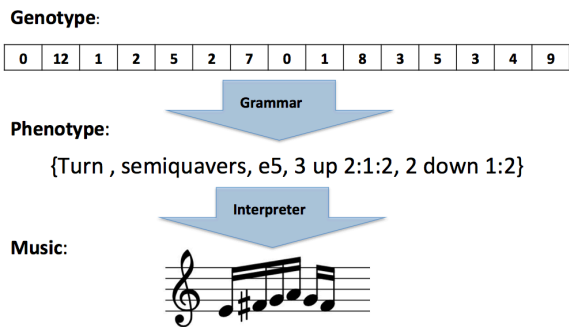 Genotype:
0 12 1 2 5 2 7 0 1 8 3 5 3 4 9
Grammar
Phenotype:
{Turn , semiquavers, e5, 3 up 2:1:2, 2 down 1:2}
Interpreter
Music: